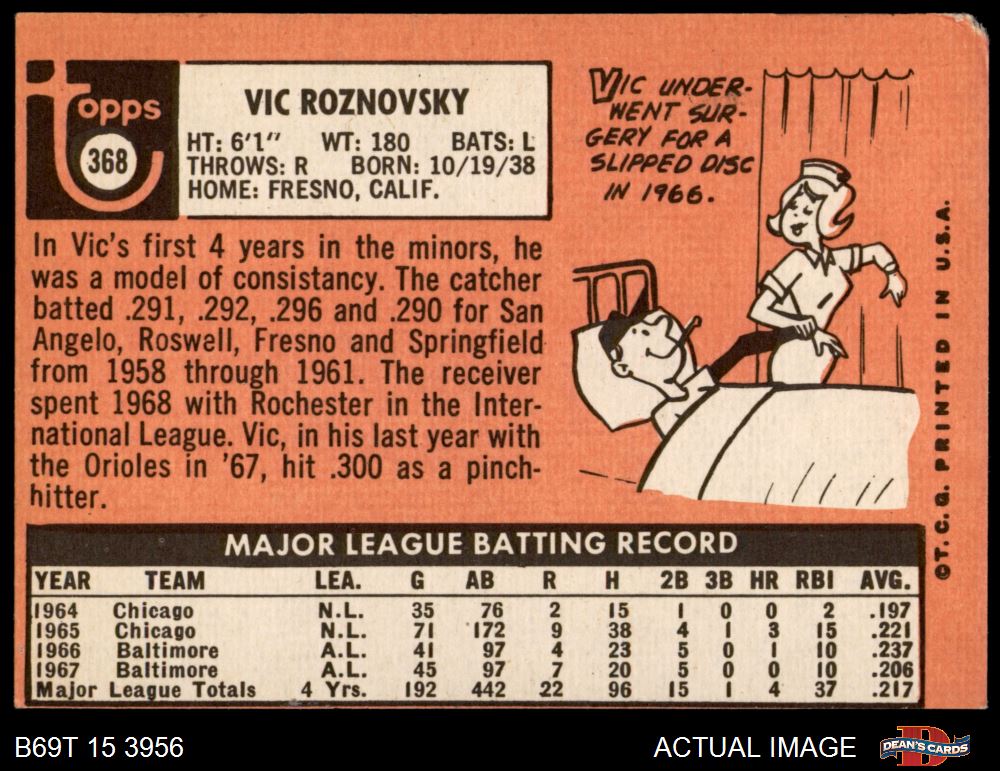 Topps
368
VIC ROZNOVSKY
HT: 6'1" WT: 180 BATS: L
THROWS: R BORN: 10/19/38
HOME: FRESNO, CALIF.
In Vic's first 4 years in the minors, he
was a model of consistancy. The catcher
batted .291, .292, .296 and .290 for San
Angelo, Roswell, Fresno and Springfield
from 1958 through 1961. The receiver
spent 1968 with Rochester in the Inter-
national League. Vic, in his last year with
the Orioles in '67, hit .300 as a pinch-
hitter.
VIC UNDER-
WENT SUR-
GERY FOR A
SLIPPED DISC
IN 1966.
©T.C.G. PRINTED IN U.S.A.
MAJOR LEAGUE BATTING RECORD
YEAR TEAM LEA. G AB R H 2B 3B HR RBI AVG.
1964 Chicago N.L. 35 76 2 15 1 0 0 2 .197
1965 Chicago N.L. 71 172 9 38 4 1 3 15 .221
1966 Baltimore A.L. 41 97 4 23 5 0 1 10 .237
1967 Baltimore A.L. 45 97 7 20 5 0 0 10 .206
Major League Totals 4 Yrs. 192 442 22 96 15 1 4 37 .217
B69T 15 3956
ACTUAL IMAGE
DEAN'S CARDS